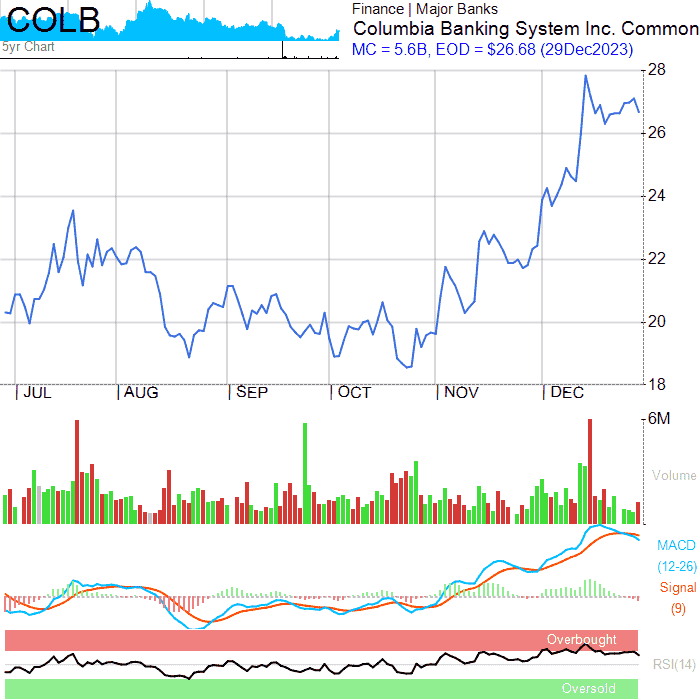 COLB
5yr Chart
Finance | Major Banks
Columbia Banking System Inc. Common
MC = 5.6B, EOD = $26.68 (29Dec2023)
28
26
24
22
20
18
JUL AUG SEP OCT NOV DEC
6M
Volume
MACD
(12-26)
Signal
(9)
Overbought
RSI(14)
Oversold